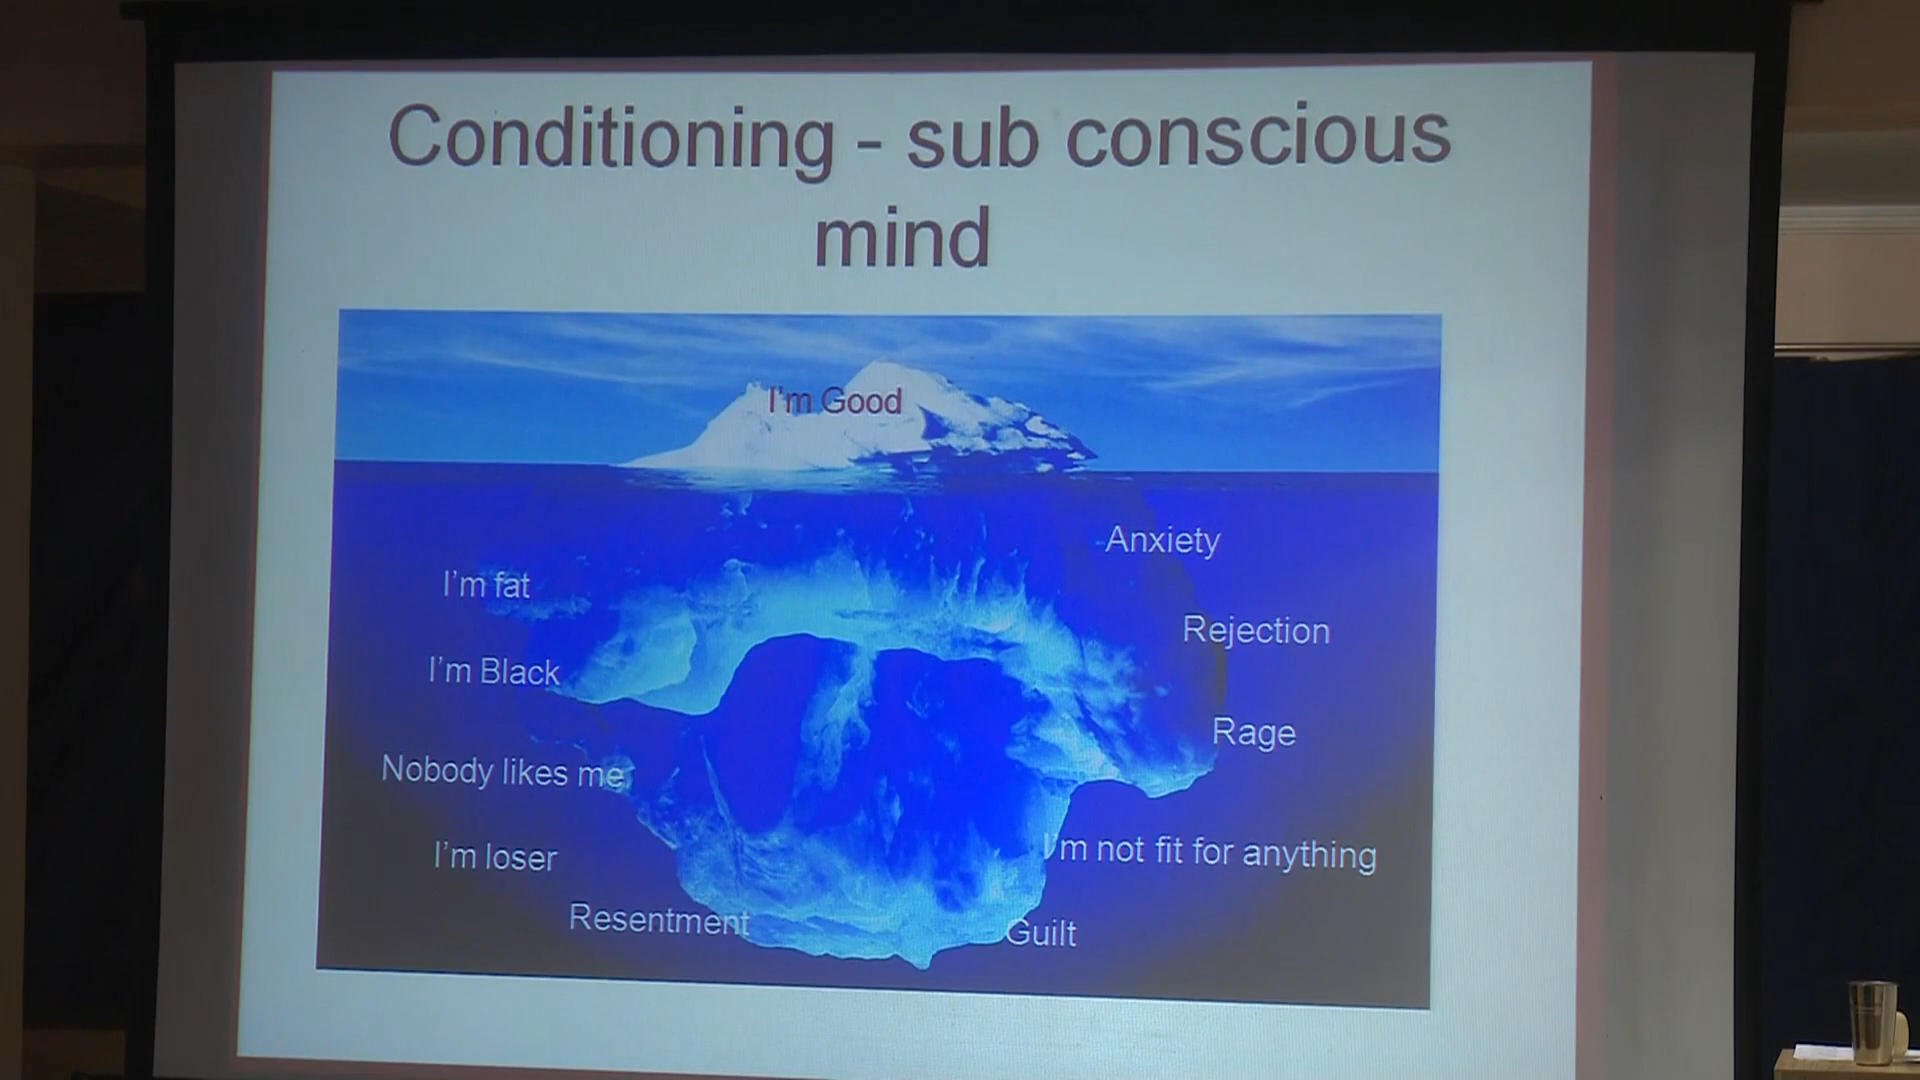 Conditioning - sub conscious
mind
I'm Good
Anxiety
I'm fat
Rejection
I'm Black
Rage
Nobody likes me
I'm not fit for anything
I'm loser
Resentment
Guilt